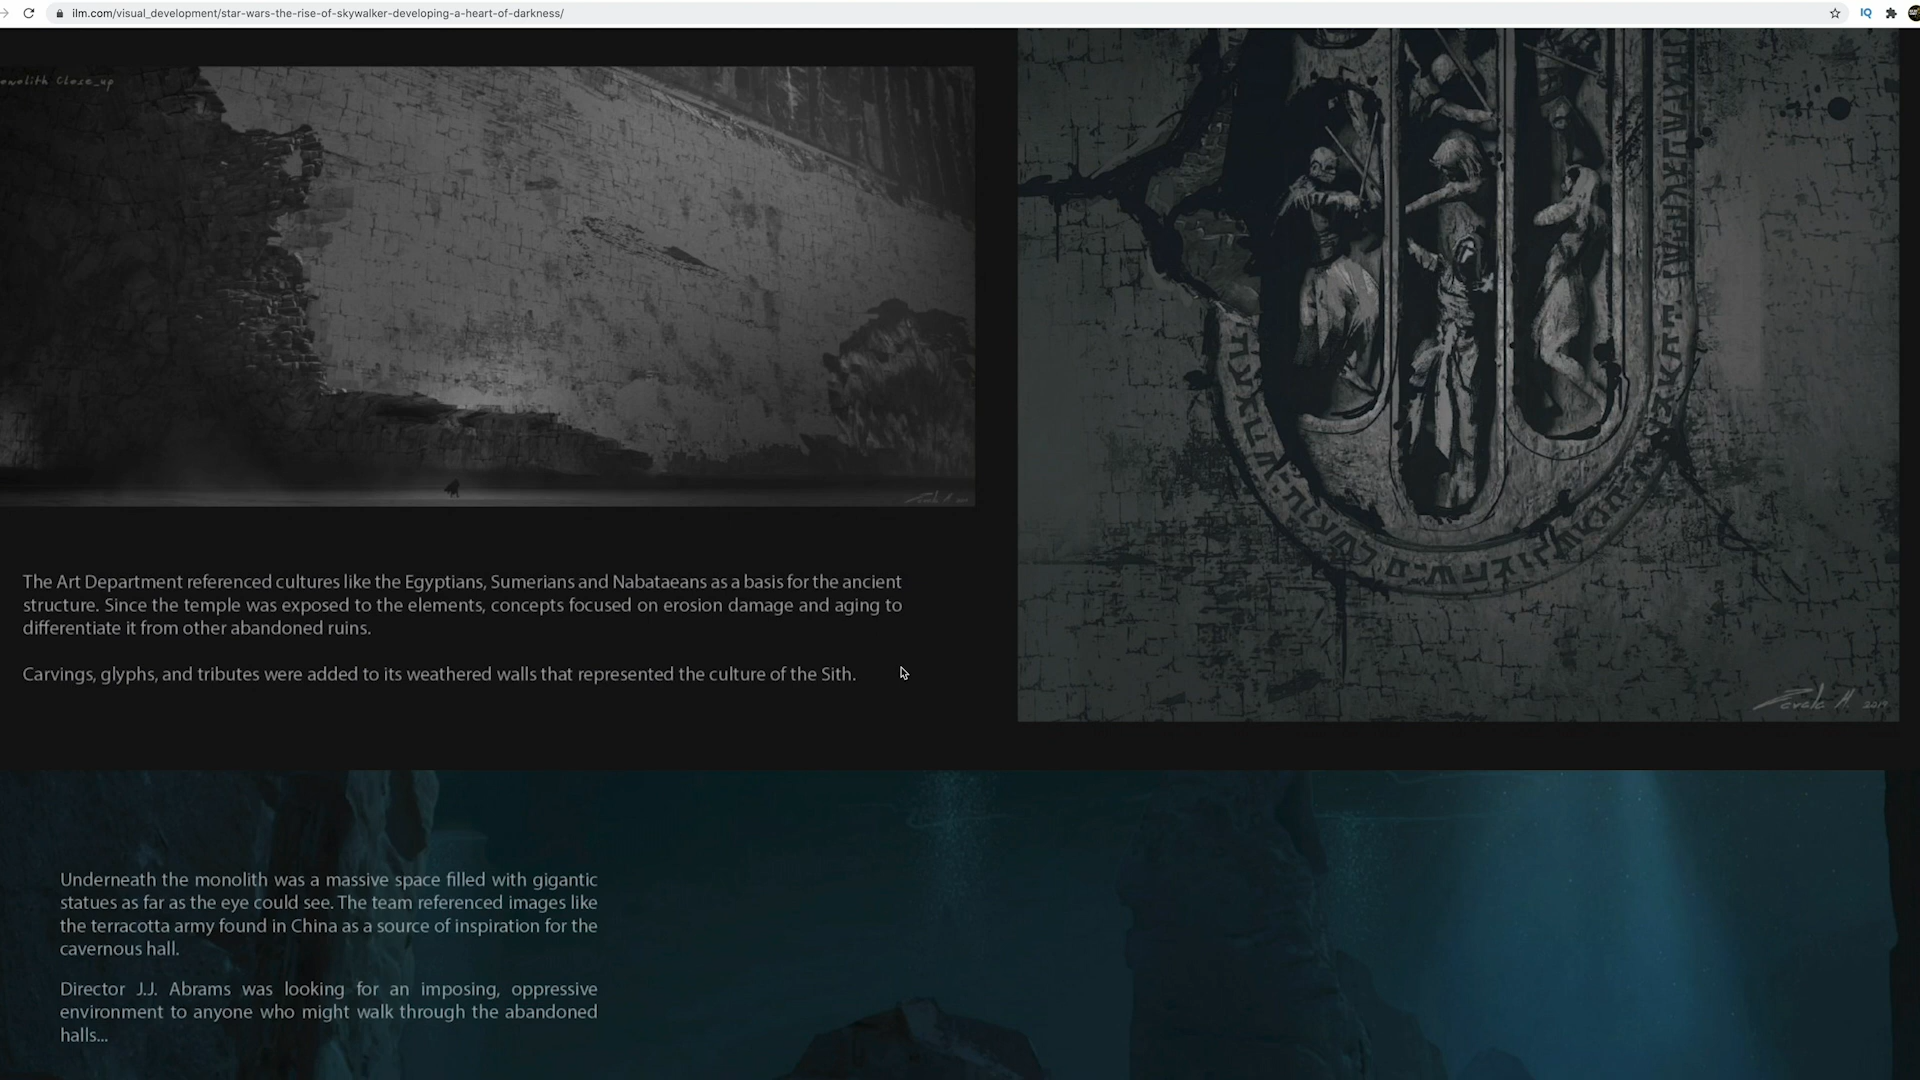 ilm.com/visual_development/star-wars-the-rise-of-skywalker-developing-a-heart-of-darkness/
IQ
Close_up
The Art Department referenced cultures like the Egyptians, Sumerians and Nabataeans as a basis for the ancient
structure. Since the temple was exposed to the elements, concepts focused on erosion damage and aging to
differentiate it from other abandoned ruins.
Carvings, glyphs, and tributes were added to its weathered walls that represented the culture of the Sith.
2019
Underneath the monolith was a massive space filled with gigantic
statues as far as the eye could see. The team referenced images like
the terracotta army found in China as a source of inspiration for the
cavernous hall.
Director J.J. Abrams was looking for an imposing, oppressive
environment to anyone who might walk through the abandoned
halls...